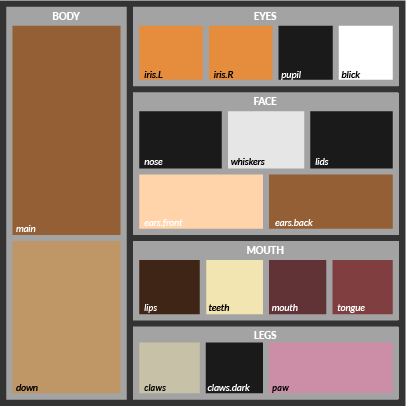 BODY
main
down
EYES
iris.L iris.R pupil blick
FACE
nose whiskers lids
ears.front ears.back
MOUTH
lips teeth mouth tongue
LEGS
claws claws.dark paw